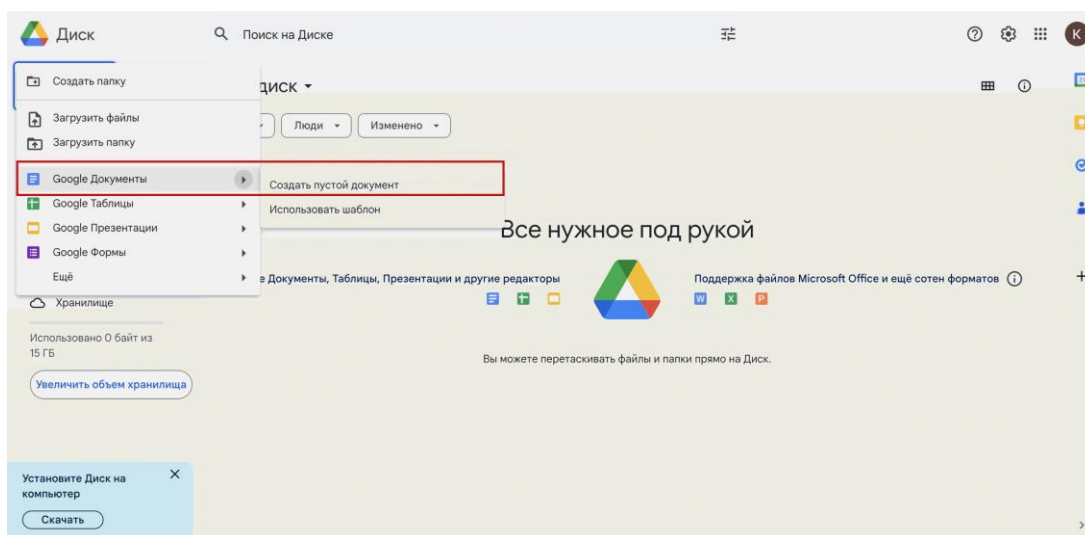 Диск
Поиск на Диске
K
Создать папку
диск
Загрузить файлы
Люди
Изменено
Загрузить папку
Google Документы
Создать пустой документ
Google Таблицы
Использовать шаблон
Google Презентации
Все нужное под рукой
Google Формы
Ещё
Документы, Таблицы, Презентации и другие редакторы
Поддержка файлов Microsoft Office и ещё сотен форматов
W X P
Хранилище
Использовано 0 байт из
15 ГБ
Вы можете перетаскивать файлы и папки прямо на Диск.
Увеличить объем хранилища
Установите Диск на
компьютер
Скачать